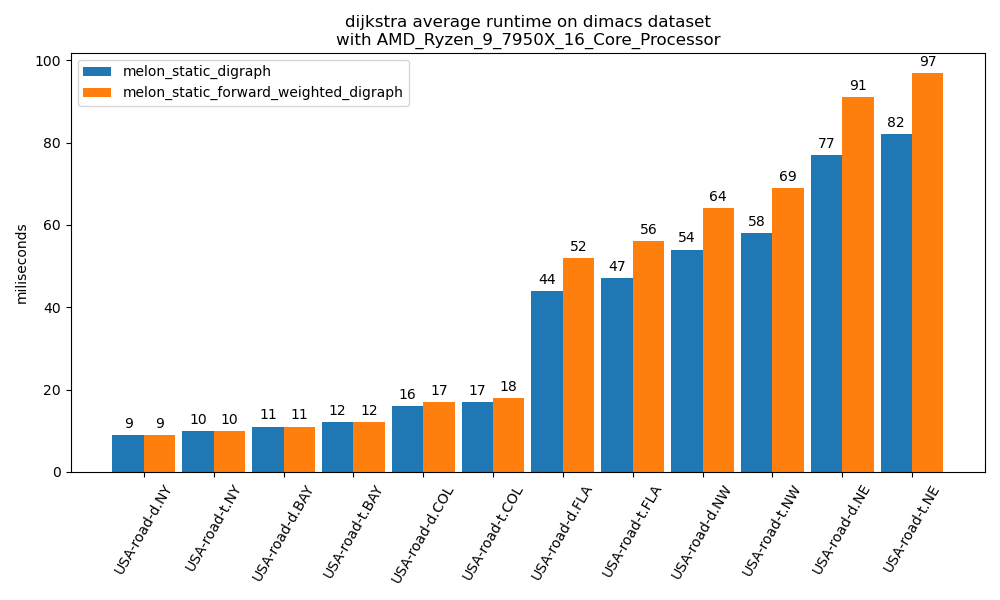 dijkstra average runtime on dimacs dataset
with AMD_Ryzen_9_7950X_16_Core_Processor
melon_static_digraph
melon_static_forward_weighted_digraph
miliseconds
100
80
60
40
20
0
9 9 10 10 11 11 12 12 16 17 17 18 44 52 47 56 54 64 58 69 77 91 82 97
USA-road-d.NY
USA-road-t.NY
USA-road-d.BAY
USA-road-t.BAY
USA-road-d.COL
USA-road-t.COL
USA-road-d.FLA
USA-road-t.FLA
USA-road-d.NW
USA-road-t.NW
USA-road-d.NE
USA-road-t.NE